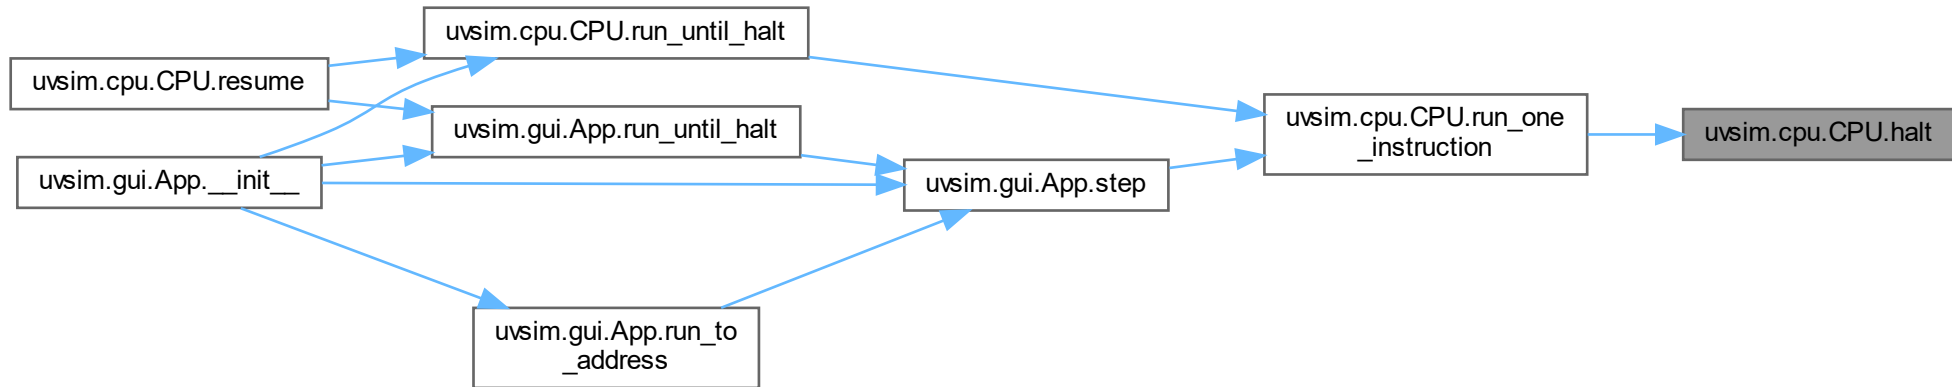 uvsim.cpu.CPU.run_until_halt
uvsim.cpu.CPU.resume
uvsim.gui.App.run_until_halt
uvsim.gui.App.__init__
uvsim.gui.App.step
uvsim.gui.App.run_to
_address
uvsim.cpu.CPU.run_one
_instruction
uvsim.cpu.CPU.halt